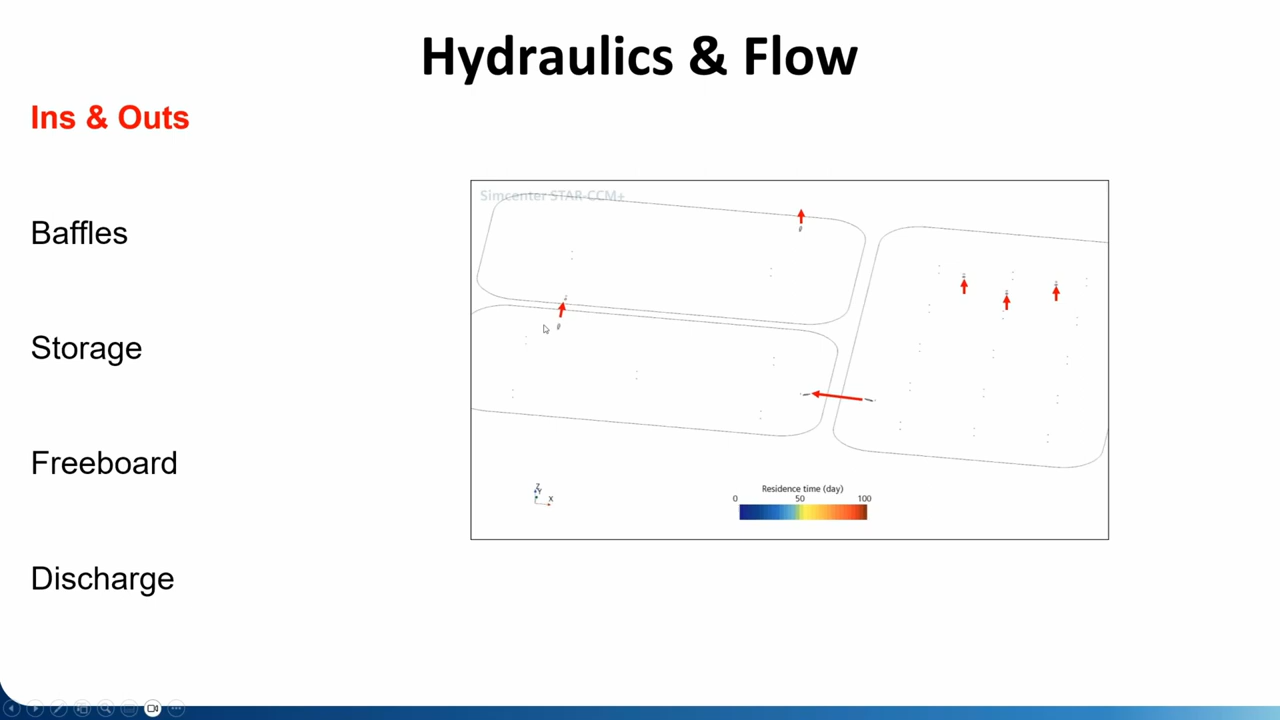 Hydraulics & Flow
Ins & Outs
Baffles
Storage
Freeboard
Discharge
Simcenter STAR-CCM+
Z
Y
X
Residence time (day)
0 50 100